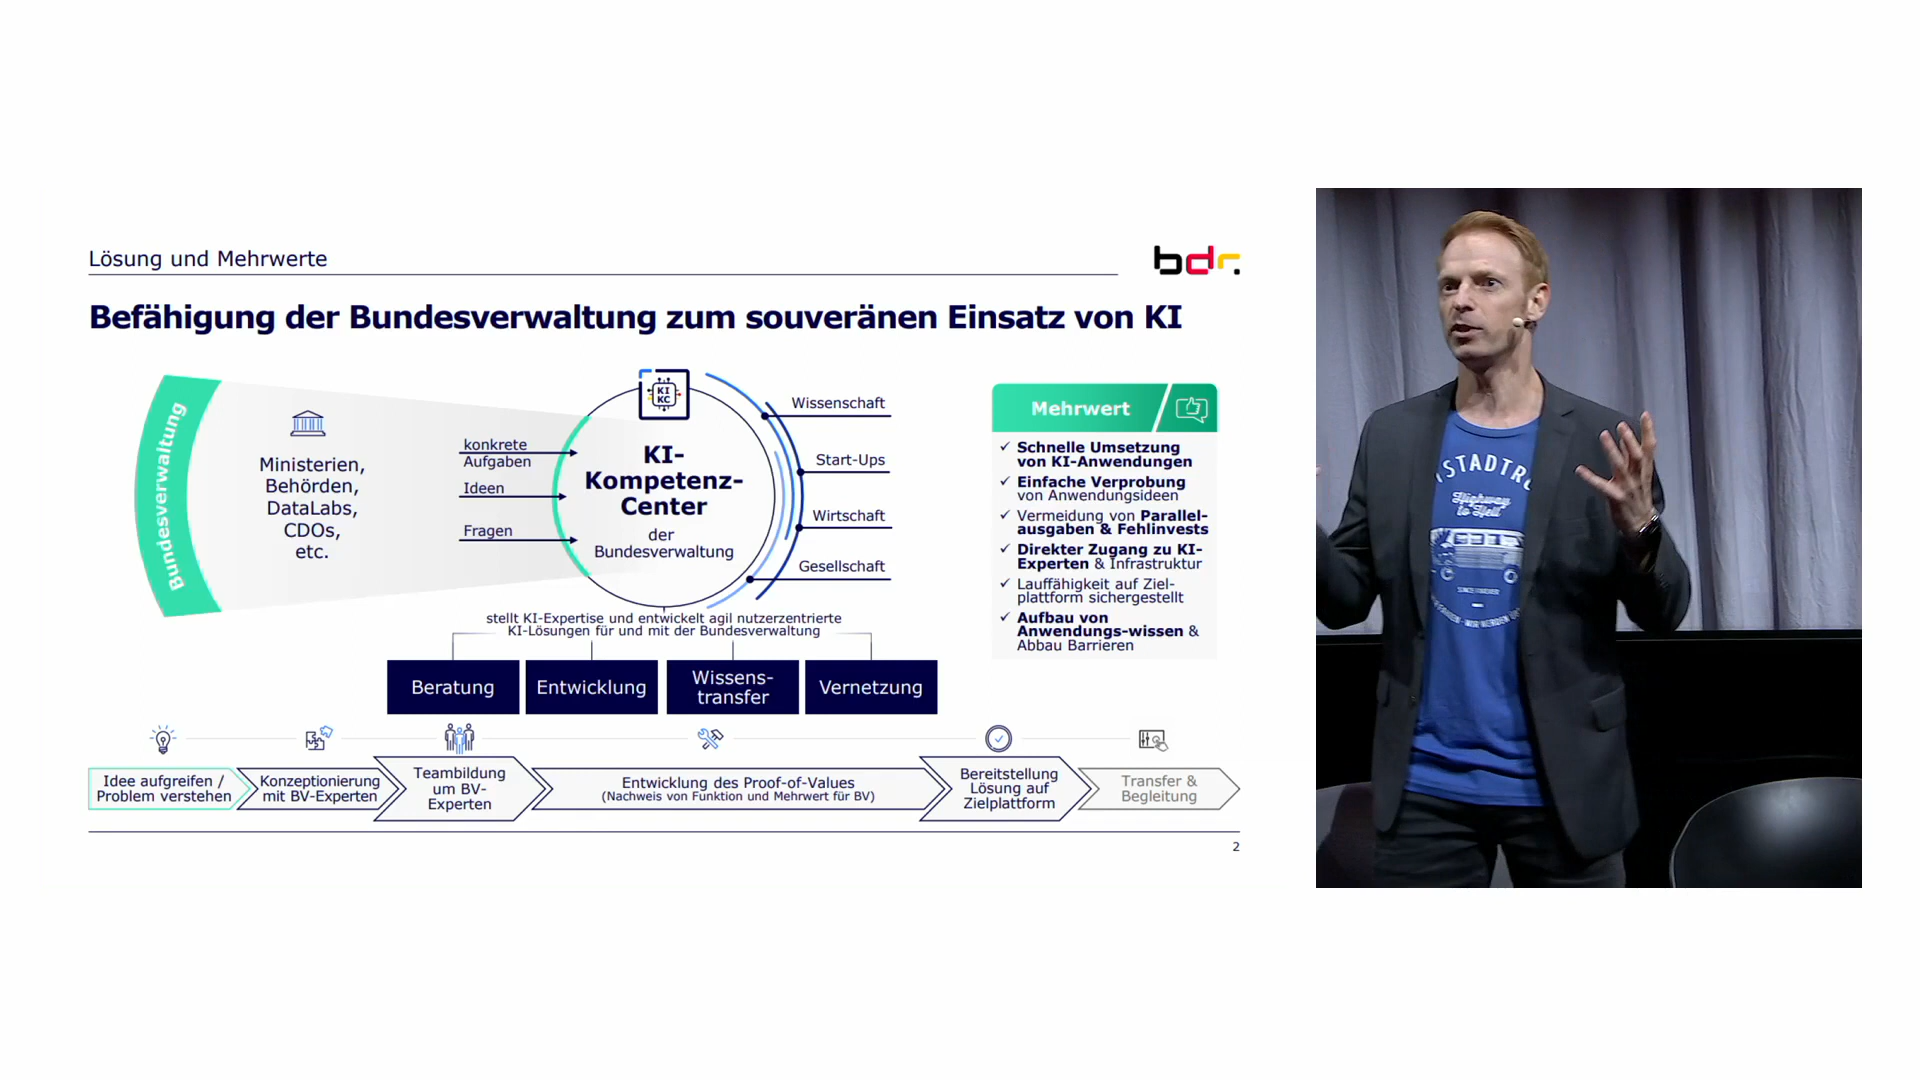 Lösung und Mehrwerte
bdr.
Befähigung der Bundesverwaltung zum souveränen Einsatz von KI
Bundesverwaltung
Ministerien,
Behörden,
DataLabs,
CDOs,
etc.
konkrete
Aufgaben
Ideen
Fragen
KI
KC
KI-
Kompetenz-
Center
der
Bundesverwaltung
Wissenschaft
Start-Ups
Wirtschaft
Gesellschaft
stellt KI-Expertise und entwickelt agil nutzerzentrierte
KI-Lösungen für und mit der Bundesverwaltung
Beratung
Entwicklung
Wissens-
transfer
Vernetzung
Mehrwert
✓ Schnelle Umsetzung
von KI-Anwendungen
✓ Einfache Verprobung
von Anwendungsideen
✓ Vermeidung von Parallel-
ausgaben & Fehlinvests
✓ Direkter Zugang zu KI-
Experten & Infrastruktur
✓ Lauffähigkeit auf Ziel-
plattform sichergestellt
✓ Aufbau von
Anwendungs-wissen &
Abbau Barrieren
Idee aufgreifen /
Problem verstehen
Konzeptionierung
mit BV-Experten
Teambildung
um BV-
Experten
Entwicklung des Proof-of-Values
(Nachweis von Funktion und Mehrwert für BV)
Bereitstellung
Lösung auf
Zielplattform
Transfer &
Begleitung
2
STADTRU
Highway
to Hell